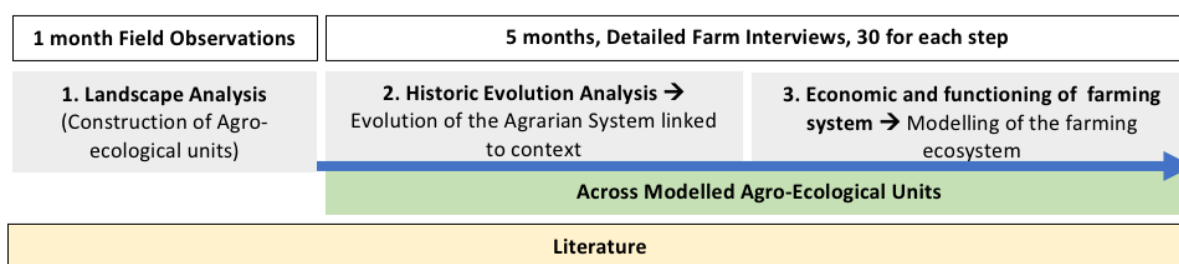 1 month Field Observations
5 months, Detailed Farm Interviews, 30 for each step
1. Landscape Analysis
(Construction of Agro-
ecological units)
2. Historic Evolution Analysis →
Evolution of the Agrarian System linked
to context
3. Economic and functioning of farming
system → Modelling of the farming
ecosystem
Across Modelled Agro-Ecological Units
Literature